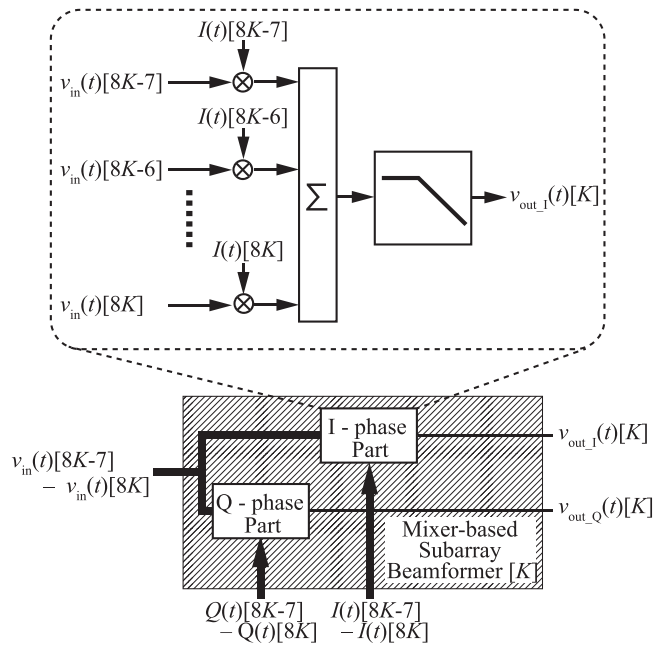 I(t)[8K-7]
v_in(t)[8K-7]
I(t)[8K-6]
v_in(t)[8K-6]
Σ
v_out_I(t)[K]
I(t)[8K]
v_in(t)[8K]
I - phase
Part
v_out_I(t)[K]
v_in(t)[8K-7]
– v_in(t)[8K]
Q - phase
Part
v_out_Q(t)[K]
Mixer-based
Subarray
Beamformer [K]
Q(t)[8K-7]
– Q(t)[8K]
I(t)[8K-7]
– I(t)[8K]